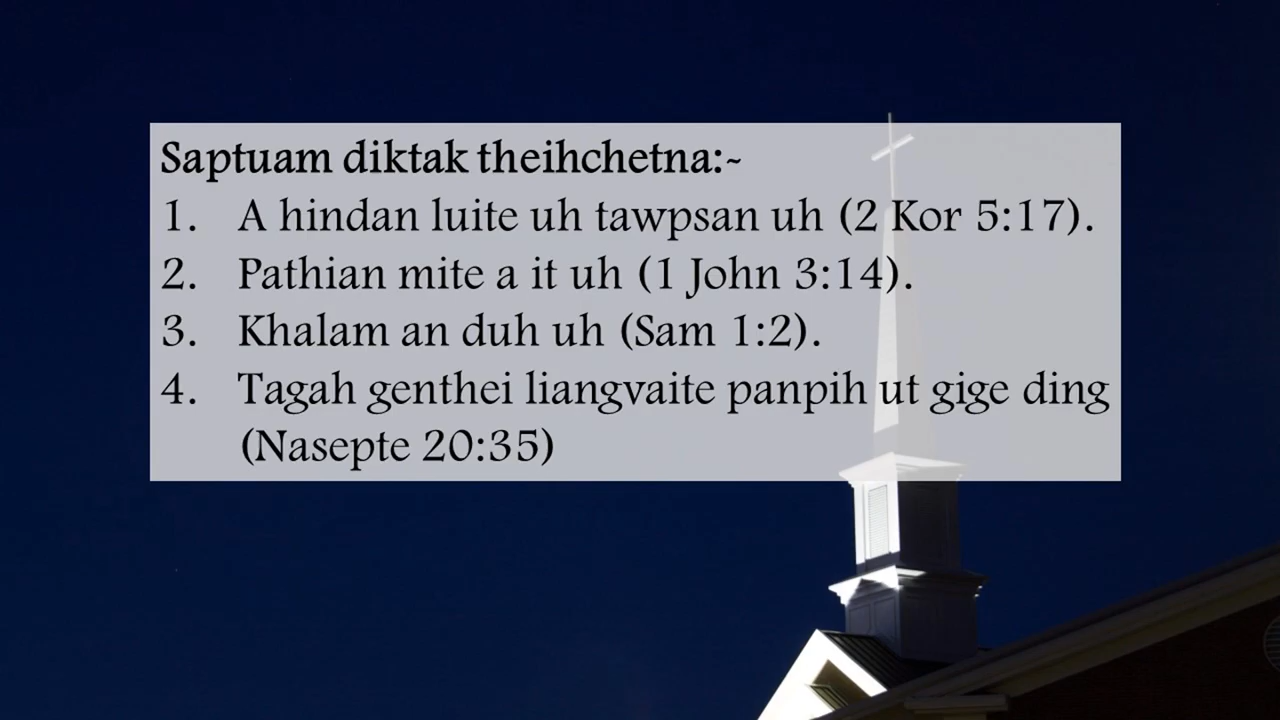 Saptuam diktak theihchetna:-
1. A hindan luite uh tawpsan uh (2 Kor 5:17).
2. Pathian mite a it uh (1 John 3:14).
3. Khalam an duh uh (Sam 1:2).
4. Tagah genthei liangvaite panpih ut gige ding
(Nasepte 20:35)